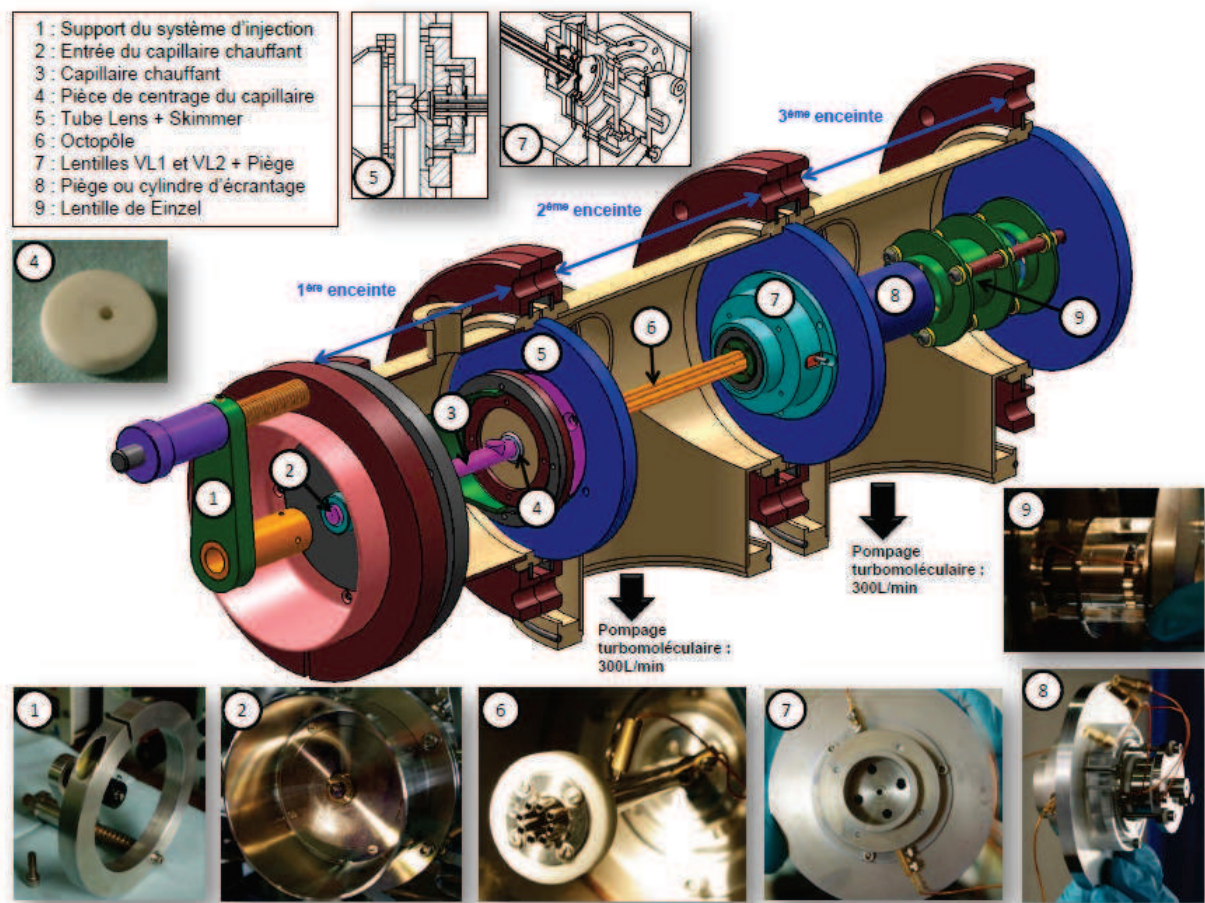 1 : Support du système d'injection
2 : Entrée du capillaire chauffant
3 : Capillaire chauffant
4 : Pièce de centrage du capillaire
5 : Tube Lens + Skimmer
6 : Octopôle
7 : Lentilles VL1 et VL2 + Piège
8 : Piège ou cylindre d'écrantage
9 : Lentille de Einzel
5
7
3ème enceinte
2ème enceinte
1ère enceinte
4
5
6
7
8
9
3
2
1
4
Pompage
turbomoléculaire :
300L/min
Pompage
turbomoléculaire :
300L/min
9
1
2
6
7
8